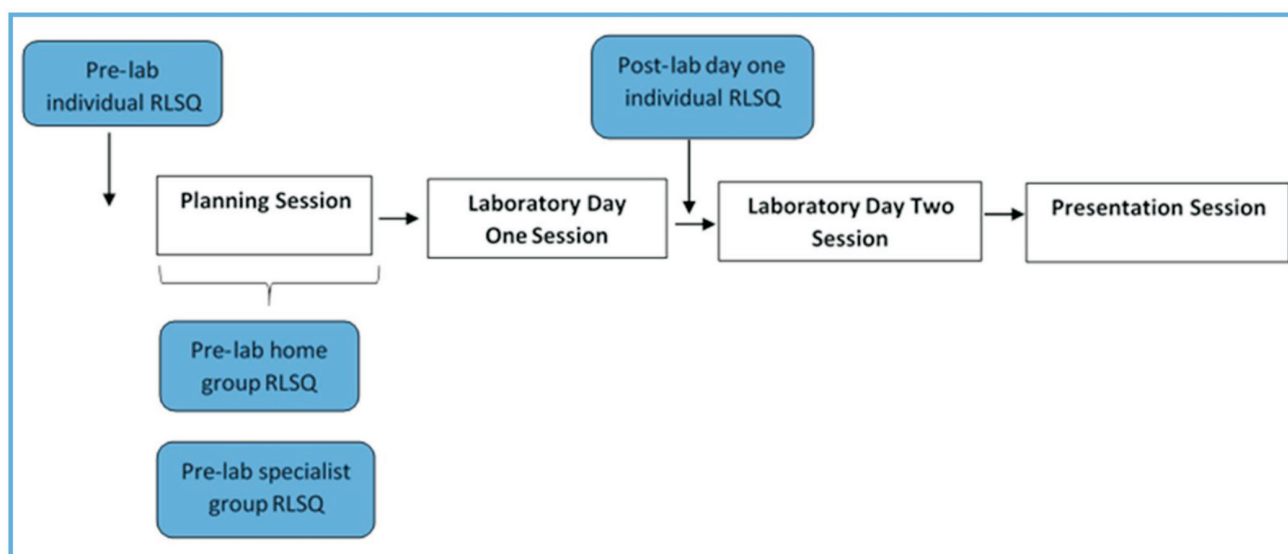 Pre-lab
individual RLSQ
Post-lab day one
individual RLSQ
Planning Session
Laboratory Day
One Session
Laboratory Day Two
Session
Presentation Session
Pre-lab home
group RLSQ
Pre-lab specialist
group RLSQ